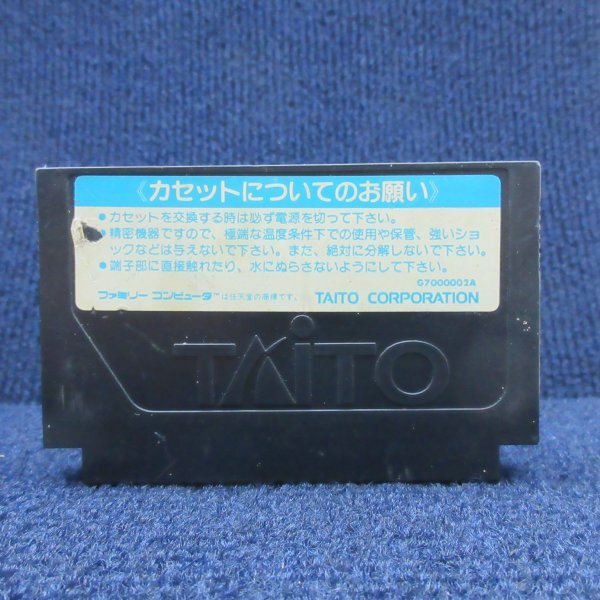 《カセットについてのお願い》
●カセットを交換する時は必ず電源を切って下さい。
●精密機器ですので、極端な温度条件下での使用や保管、強いショ
ックなどは与えないで下さい。また、絶対に分解しないで下さい。
●端子部に直接触れたり、水にぬらさないようにして下さい。
G7000002A
ファミリー コンピュータ™は任天堂の商標です。 TAITO CORPORATION
TAITO